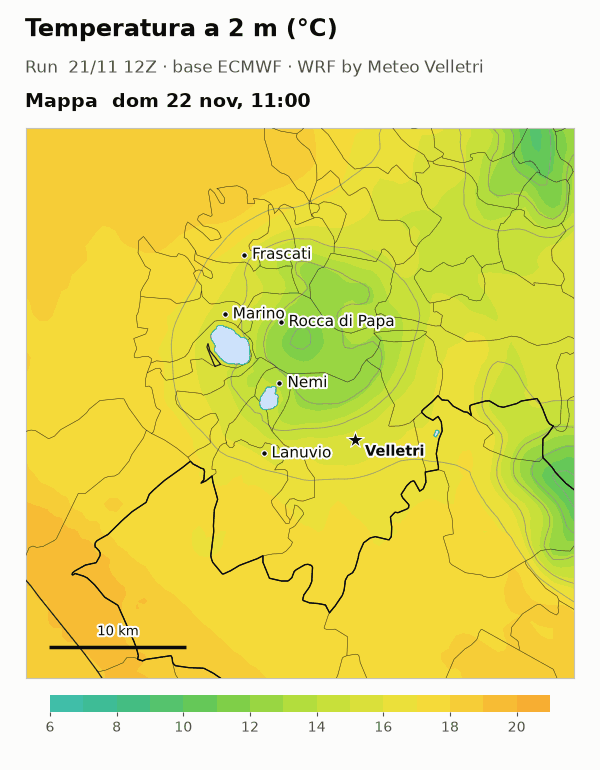 Temperatura a 2 m (°C)
Run  21/11 12Z · base ECMWF · WRF by Meteo Velletri
Mappa  dom 22 nov, 11:00
Frascati
Marino
Rocca di Papa
Nemi
Velletri
Lanuvio
10 km
6 8 10 12 14 16 18 20